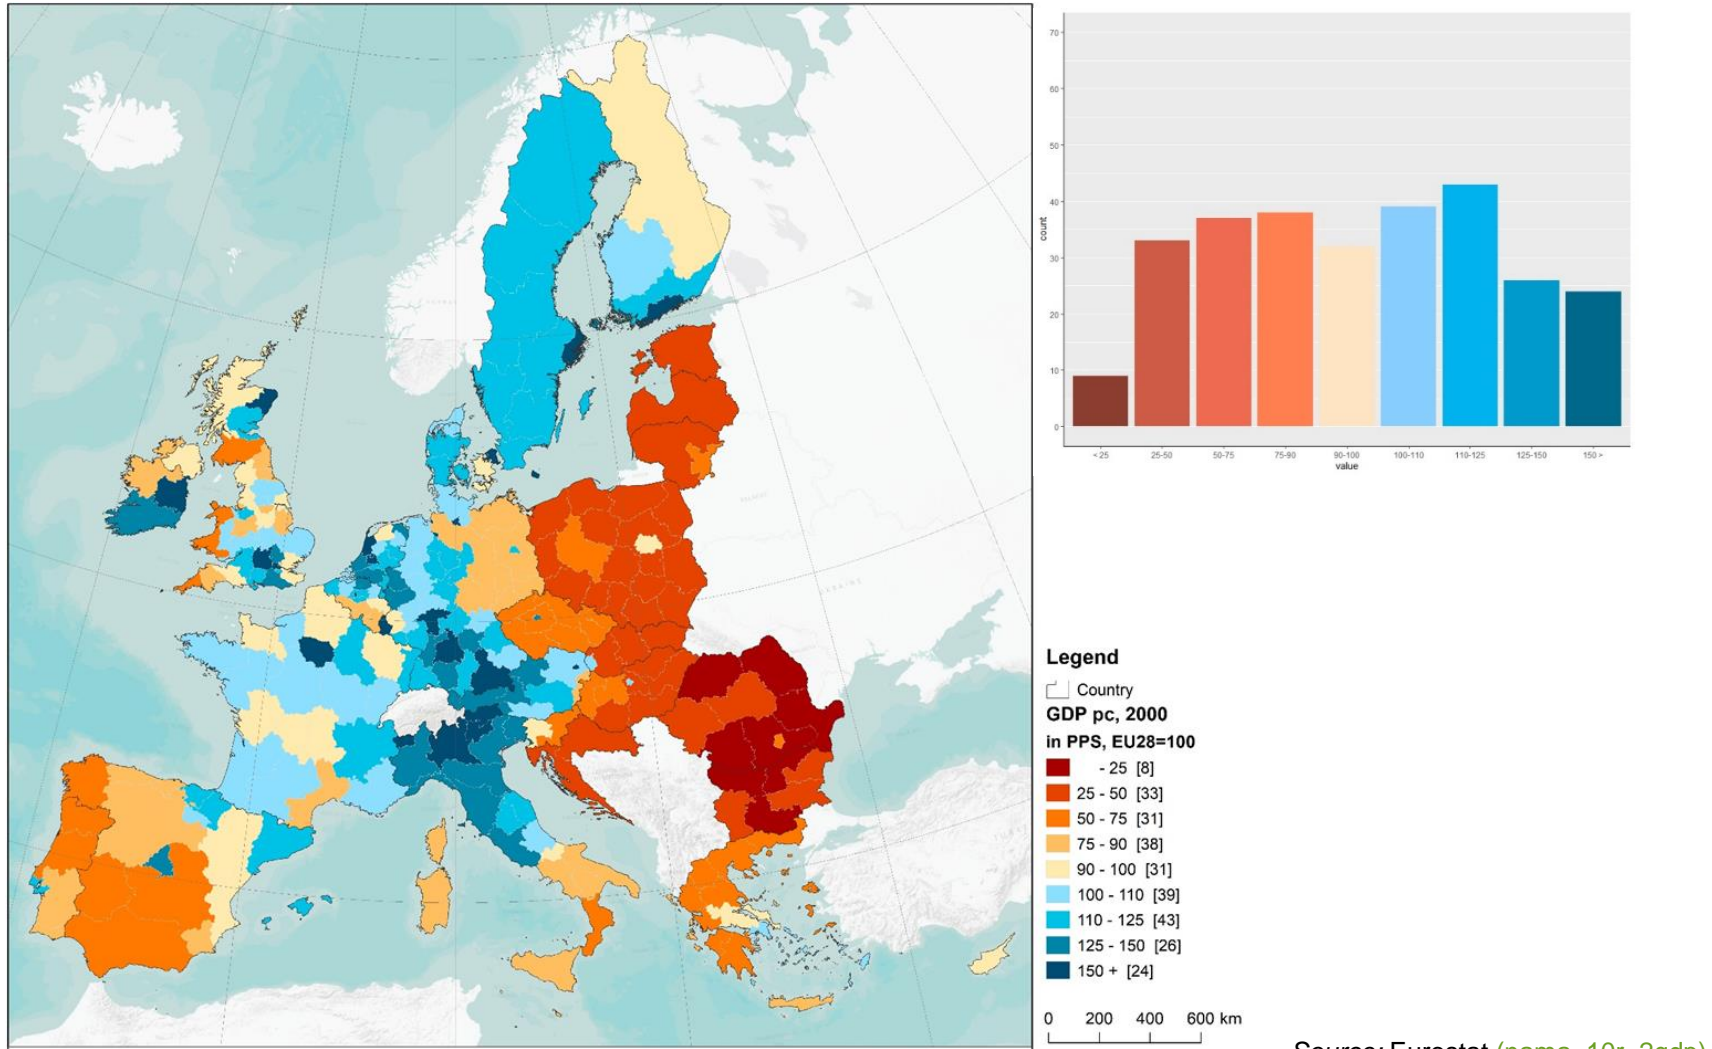 70
60
50
40
30
20
10
0
count
< 25
25-50
50-75
75-90
90-100
100-110
110-125
125-150
150 >
value
Legend
Country
GDP pc, 2000
in PPS, EU28=100
- 25 [8]
25 - 50 [33]
50 - 75 [31]
75 - 90 [38]
90 - 100 [31]
100 - 110 [39]
110 - 125 [43]
125 - 150 [26]
150 + [24]
0 200 400 600 km
Source: Eurostat